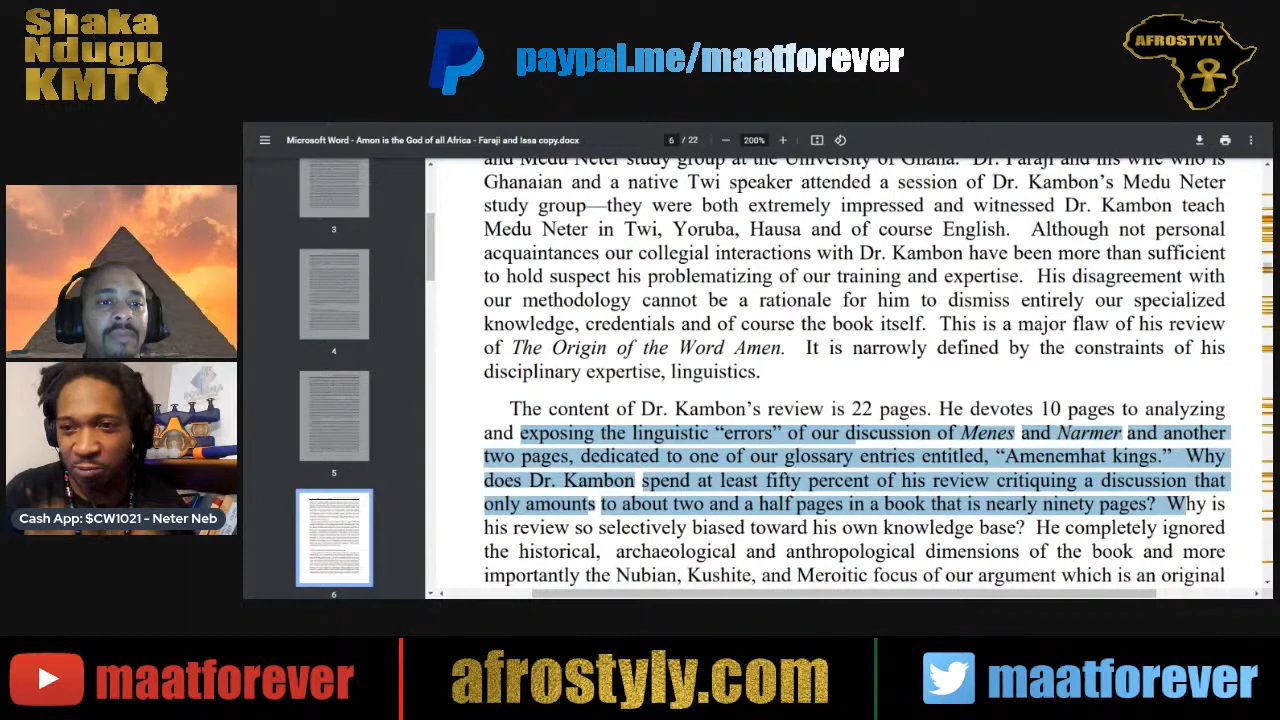 Shaka
Ndugu
KMT
paypal.me/maatforever
AFROSTYLY
Microsoft Word - Amon is the God of all Africa - Faraji and Issa copy.docx
6 / 22
200%
3
4
5
6
and Medu Neter study group at the University of Ghana. Dr. Faraji and his wife who is
Ghanaian and a native Twi speaker attended a session of Dr. Kambon’s Medu Neter
study group—they were both extremely impressed and witnessed Dr. Kambon teach
Medu Neter in Twi, Yoruba, Hausa and of course English. Although not personal
acquaintances our collegial interactions with Dr. Kambon have been more than sufficient
to hold suspect his problematizing of our training and expertise. His disagreement with
our methodology cannot be a rationale for him to dismiss entirely our specialized
knowledge, credentials and of course the book itself. This is a major flaw of his review
of The Origin of the Word Amen. It is narrowly defined by the constraints of his
disciplinary expertise, linguistics.
The content of Dr. Kambon’s review is 22 pages. He devotes 10 pages to analyzing
and exposing the linguistic “errors” of our discussion of Menes and Narmer and another
two pages, dedicated to one of our glossary entries entitled, “Amenemhat kings.” Why
does Dr. Kambon spend at least fifty percent of his review critiquing a discussion that
only amounts to about two and half pages in a book that is nearly ninety pages? Why is
his review so selectively biased toward his own knowledge base? He completely ignored
the historical, archaeological and anthropological dimensions of the book and more
importantly the Nubian, Kushite, and Meroitic focus of our argument which is an original
Cash App: $CW1021 - Neter Neb
maatforever
afrostyly.com
maatforever